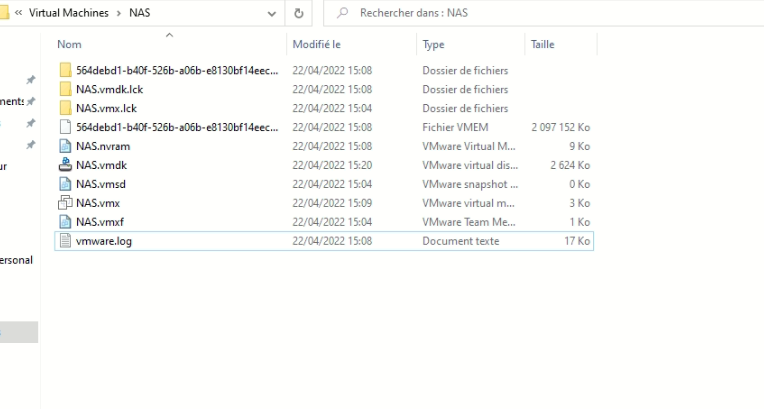 « Virtual Machines > NAS
Rechercher dans : NAS
Nom Modifié le Type Taille
564debd1-b40f-526b-a06b-e8130bf14eec... 22/04/2022 15:08 Dossier de fichiers
NAS.vmdk.lck 22/04/2022 15:08 Dossier de fichiers
NAS.vmx.lck 22/04/2022 15:04 Dossier de fichiers
564debd1-b40f-526b-a06b-e8130bf14eec... 22/04/2022 15:08 Fichier VMEM 2 097 152 Ko
NAS.nvram 22/04/2022 15:08 VMware Virtual M... 9 Ko
NAS.vmdk 22/04/2022 15:20 VMware virtual dis... 2 624 Ko
NAS.vmsd 22/04/2022 15:04 VMware snapshot ... 0 Ko
NAS.vmx 22/04/2022 15:09 VMware virtual m... 3 Ko
NAS.vmxf 22/04/2022 15:04 VMware Team Me... 1 Ko
vmware.log 22/04/2022 15:08 Document texte 17 Ko
ments
ur
ersonal